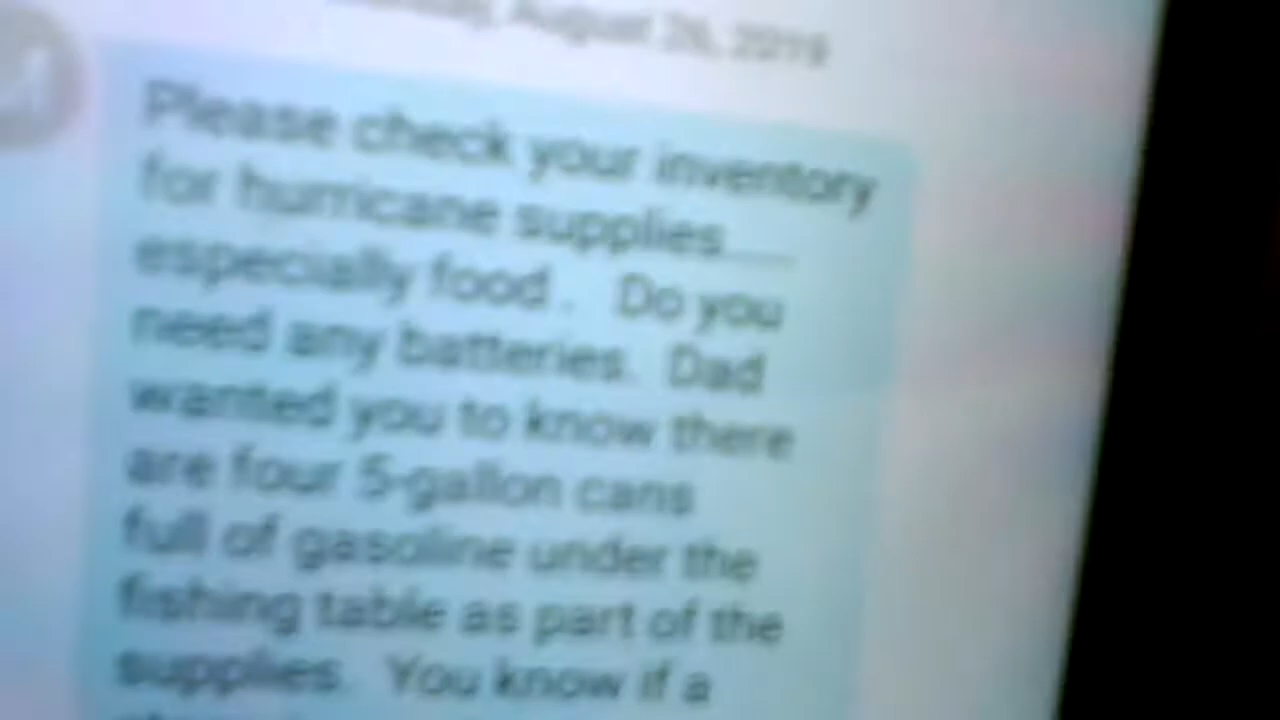 August 26, 2019
Please check your inventory
for hurricane supplies....
especially food. Do you
need any batteries. Dad
wanted you to know there
are four 5-gallon cans
full of gasoline under the
fishing table as part of the
supplies. You know if a